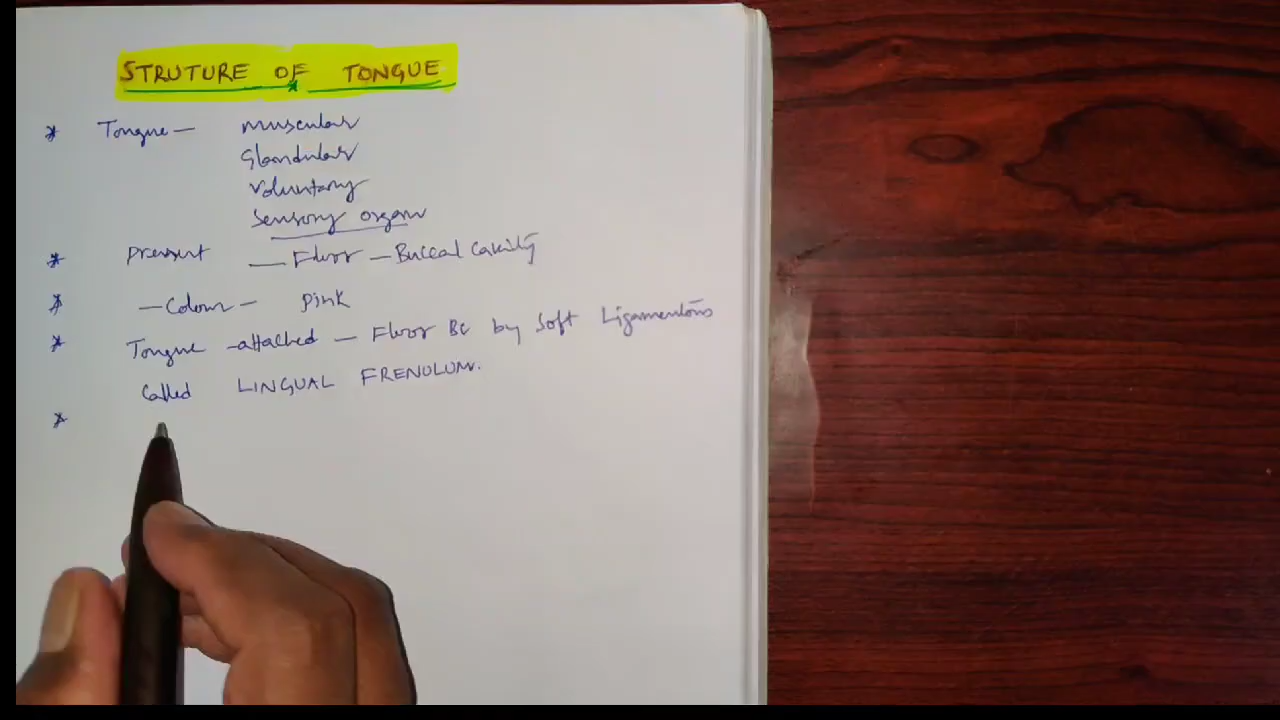 STRUTURE OF TONGUE
* Tongue — muscular
Glandular
Voluntary
Sensory organ
* Present — Floor — Buccal Cavity
* — Colour — Pink
* Tongue — attached — Floor BC by Soft Ligamentous
Called LINGUAL FRENULUM.
*